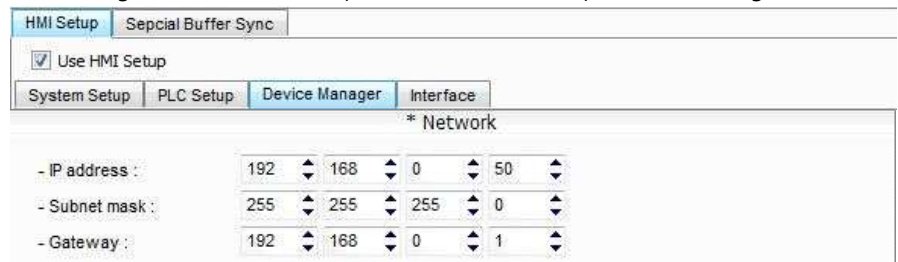 HMI Setup Sepcial Buffer Sync
Use HMI Setup
System Setup PLC Setup Device Manager Interface
* Network
- IP address : 192 168 0 50
- Subnet mask : 255 255 255 0
- Gateway : 192 168 0 1